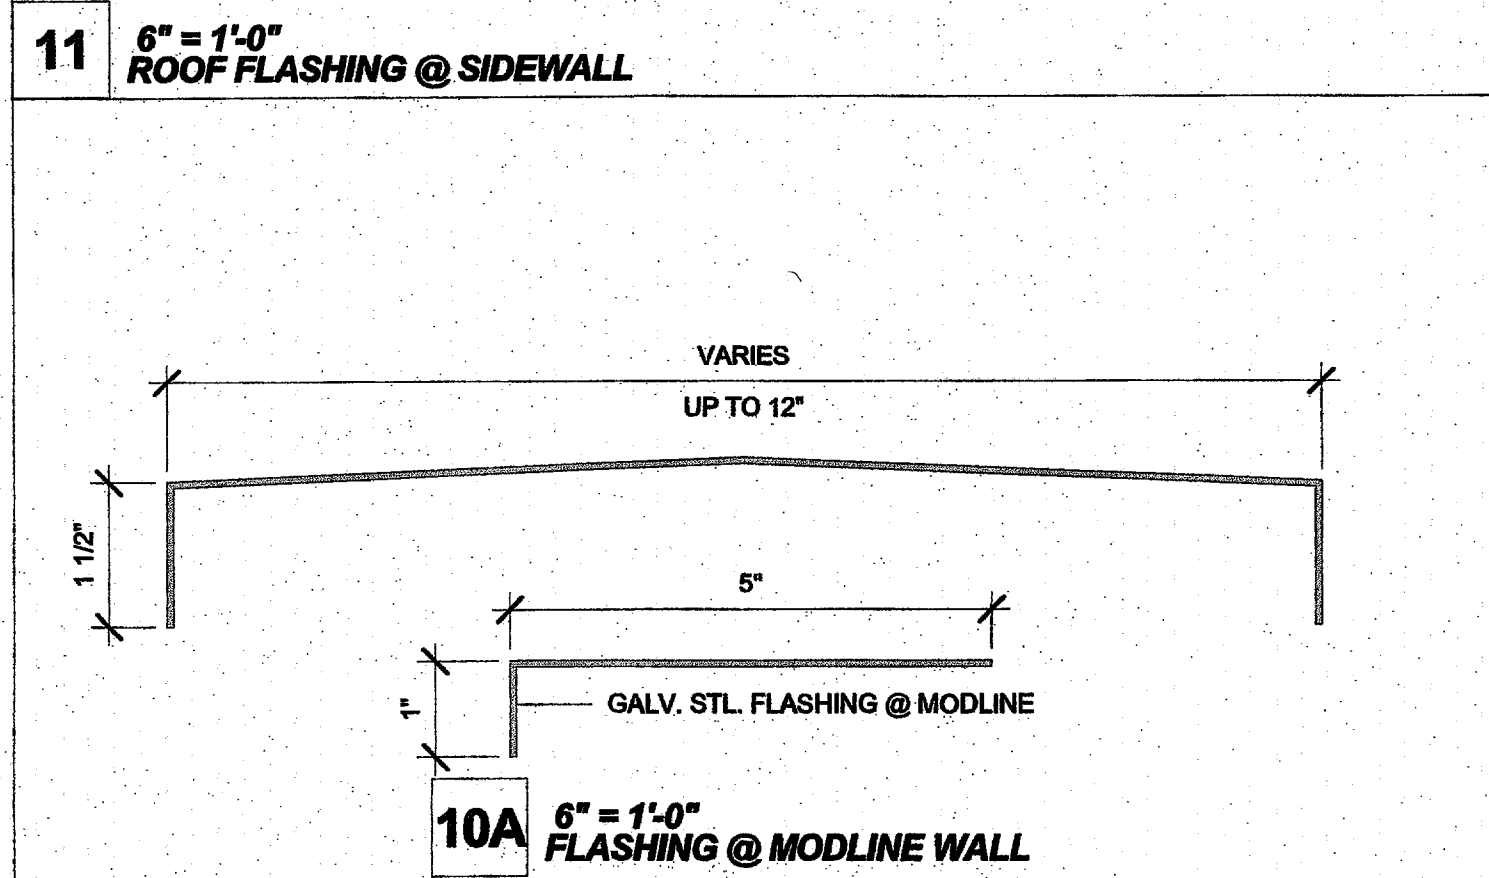 11
6" = 1'-0"
ROOF FLASHING @ SIDEWALL
VARIES
UP TO 12"
1 1/2"
5"
1"
GALV. STL. FLASHING @ MODLINE
10A
6" = 1'-0"
FLASHING @ MODLINE WALL